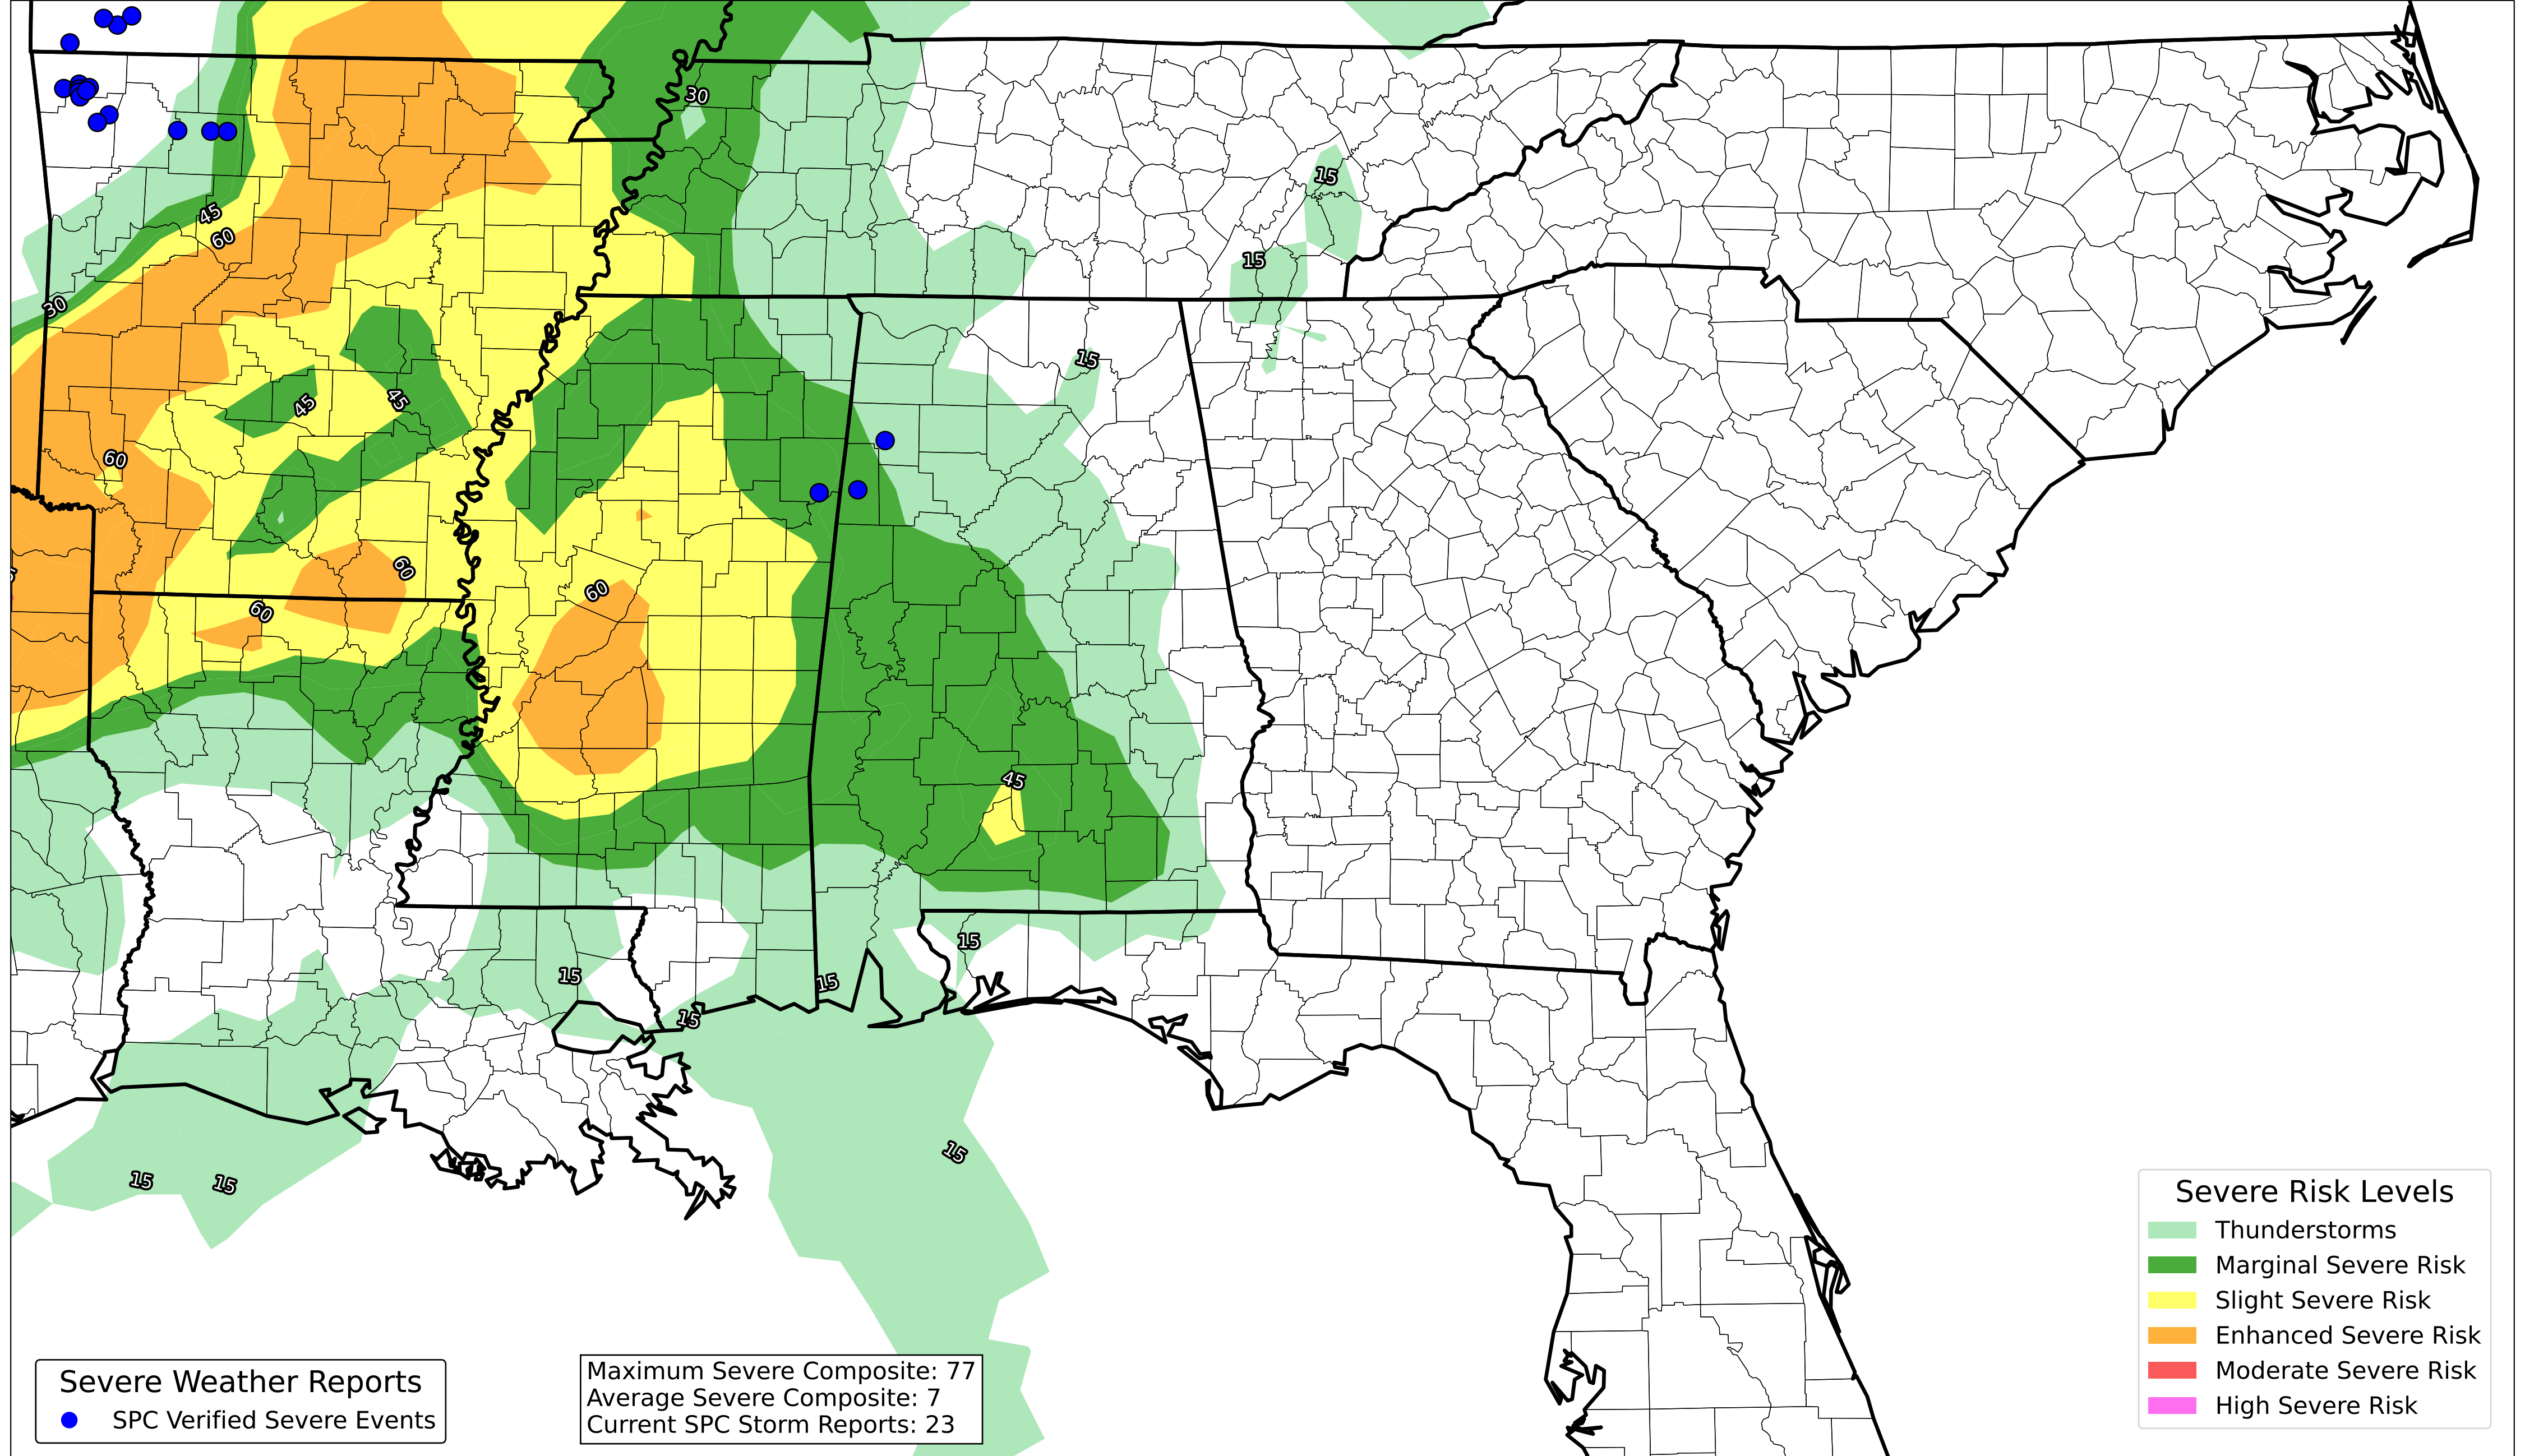 30
15
45
60
15
30
15
45
45
60
60
60
60
45
15
15
15
15
15
15
15
Severe Risk Levels
Thunderstorms
Marginal Severe Risk
Slight Severe Risk
Enhanced Severe Risk
Moderate Severe Risk
High Severe Risk
Severe Weather Reports
SPC Verified Severe Events
Maximum Severe Composite: 77
Average Severe Composite: 7
Current SPC Storm Reports: 23